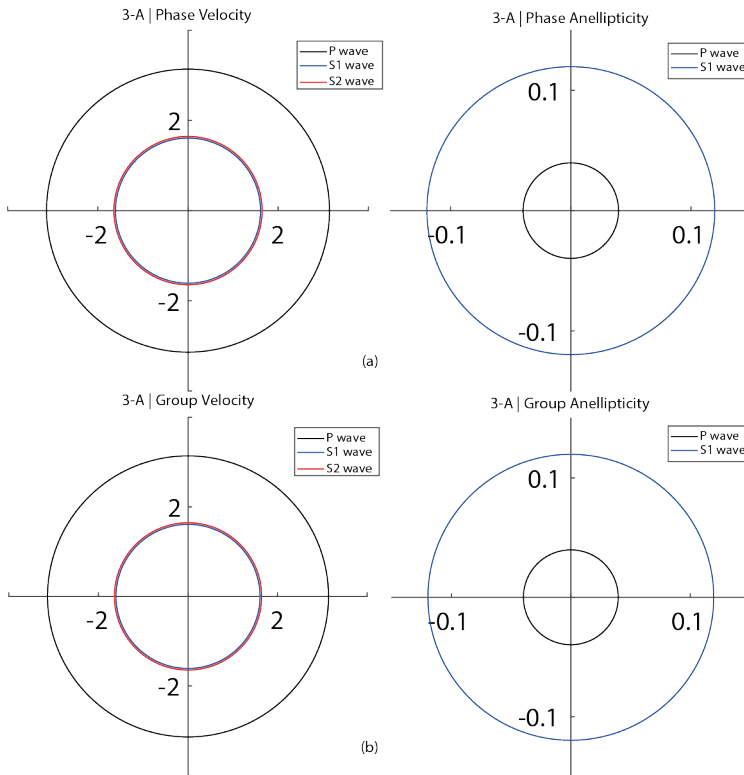 3-A | Phase Velocity
P wave
S1 wave
S2 wave
2
-2
2
-2
3-A | Phase Anellipticity
P wave
S1 wave
0.1
-0.1
0.1
-0.1
(a)
3-A | Group Velocity
P wave
S1 wave
S2 wave
2
-2
2
-2
3-A | Group Anellipticity
P wave
S1 wave
0.1
-0.1
0.1
-0.1
(b)